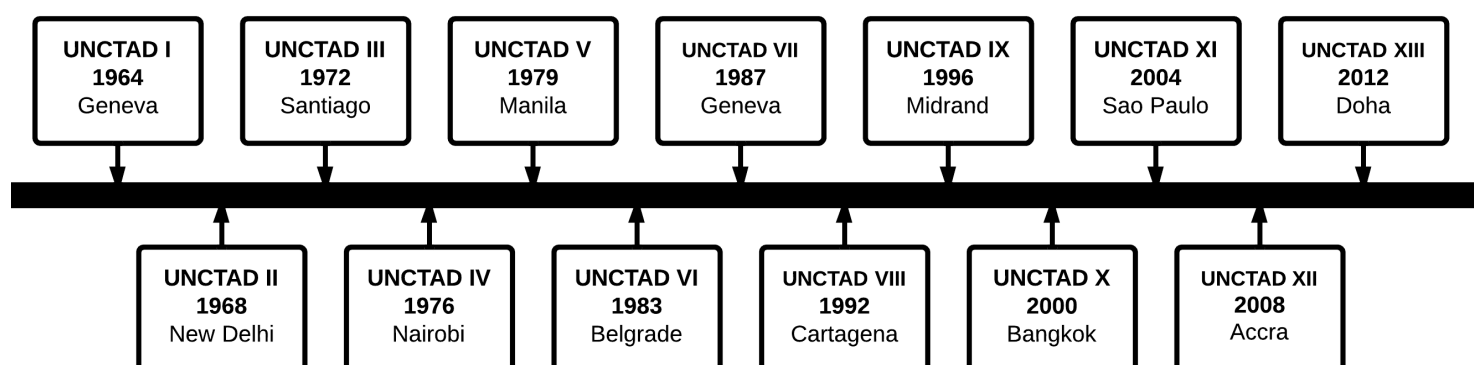 UNCTAD I
1964
Geneva
UNCTAD III
1972
Santiago
UNCTAD V
1979
Manila
UNCTAD VII
1987
Geneva
UNCTAD IX
1996
Midrand
UNCTAD XI
2004
Sao Paulo
UNCTAD XIII
2012
Doha
UNCTAD II
1968
New Delhi
UNCTAD IV
1976
Nairobi
UNCTAD VI
1983
Belgrade
UNCTAD VIII
1992
Cartagena
UNCTAD X
2000
Bangkok
UNCTAD XII
2008
Accra